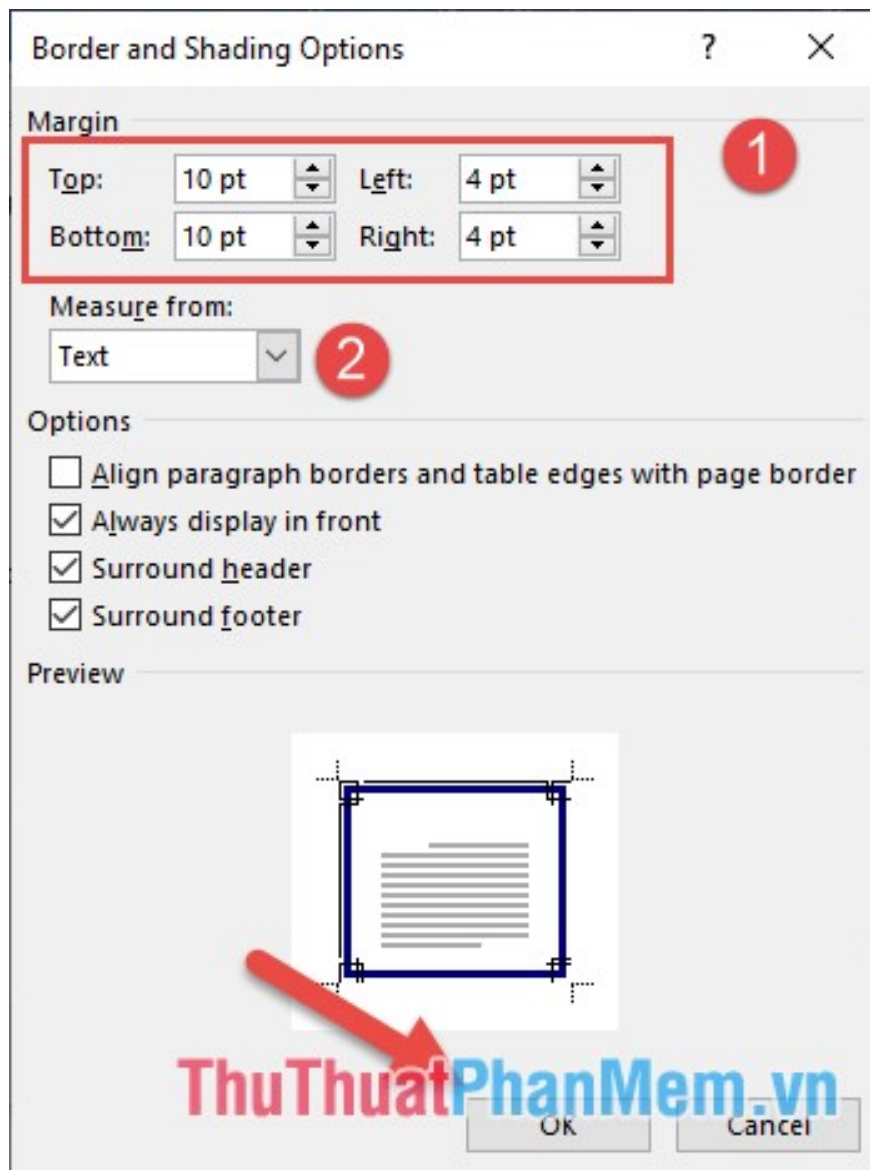 Border and Shading Options ? ×
Margin
1
Top: 10 pt Left: 4 pt
Bottom: 10 pt Right: 4 pt
Measure from:
Text
2
Options
Align paragraph borders and table edges with page border
Always display in front
Surround header
Surround footer
Preview
ThuThuatPhanMem.vn
OK Cancel